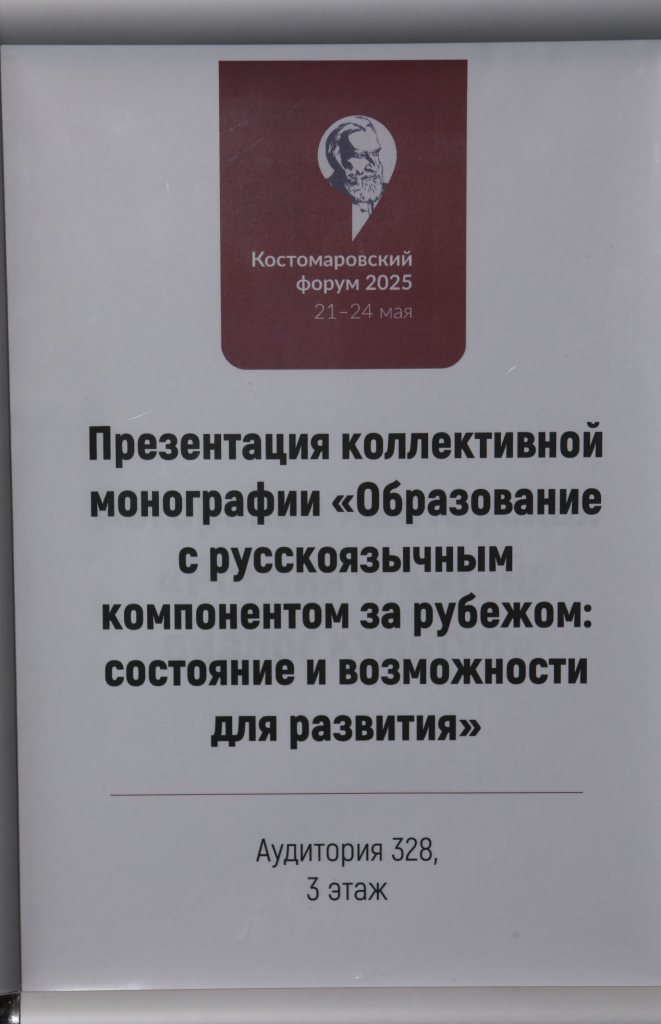 Костомаровский
форум 2025
21–24 мая
Презентация коллективной
монографии «Образование
с русскоязычным
компонентом за рубежом:
состояние и возможности
для развития»
Аудитория 328,
3 этаж